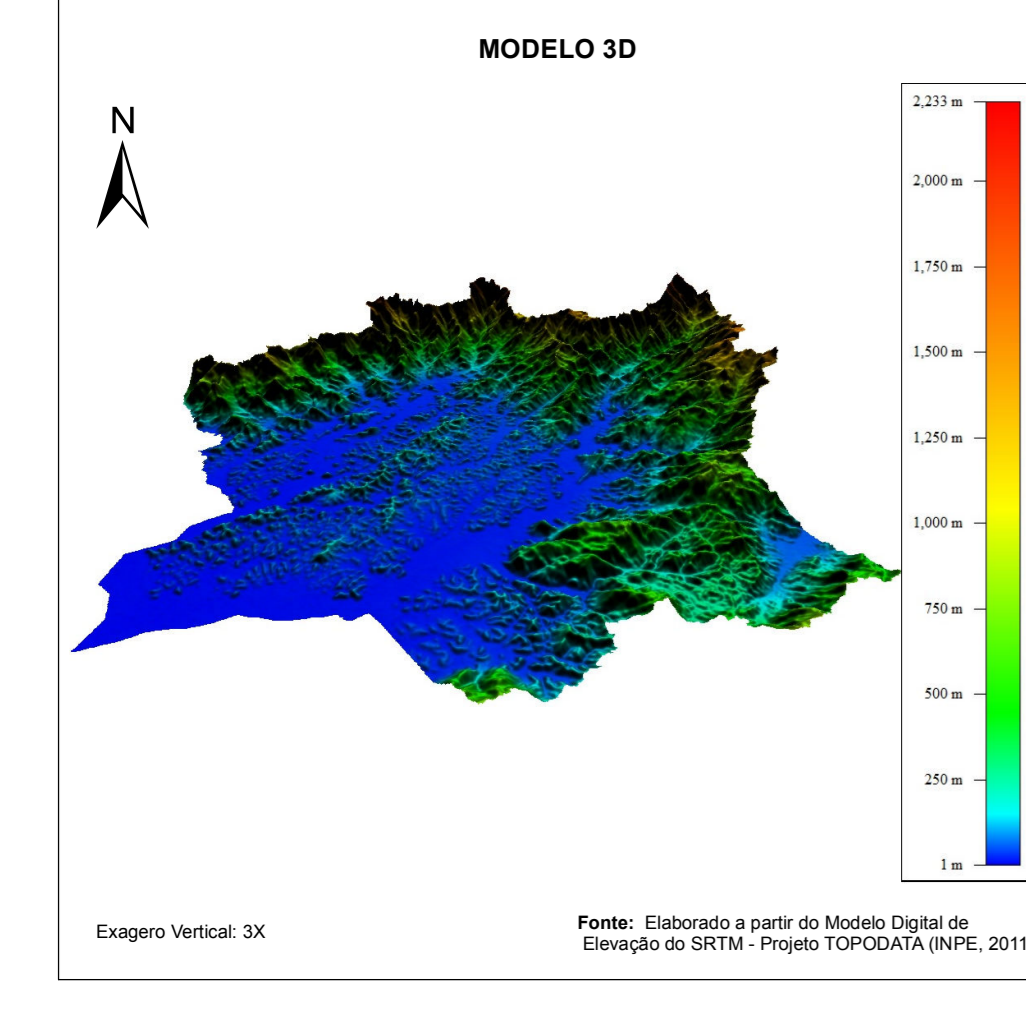 MODELO 3D
N
2,233 m
2,000 m
1,750 m
1,500 m
1,250 m
1,000 m
750 m
500 m
250 m
1 m
Exagero Vertical: 3X
Fonte: Elaborado a partir do Modelo Digital de
Elevação do SRTM - Projeto TOPODATA (INPE, 2011